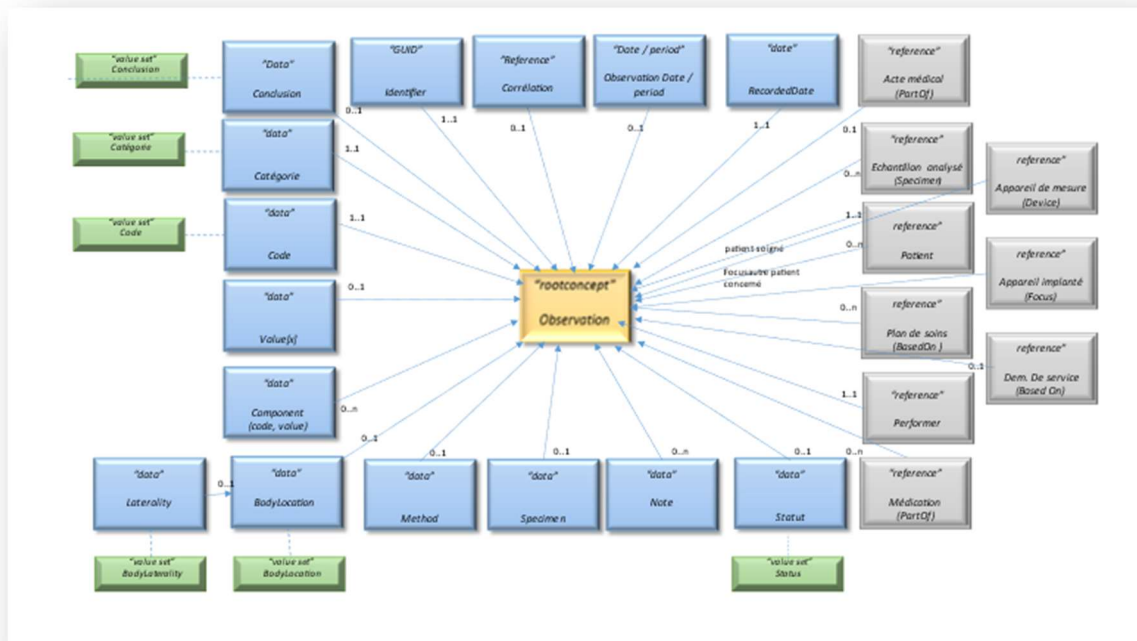 "value set"
Conclusion
"Data"
Conclusion
"GUID"
Identifier
"Reference"
Corrélation
"Date / period"
Observation Date /
period
"date"
RecordedDate
"reference"
Acte médical
(PartOf)
0..1
1..1
0..1
0..1
1..1
0.1
"value set"
Catégorie
"data"
Catégorie
1..1
"reference"
Echantillon analysé
(Specimen)
0..n
reference"
Appareil de mesure
(Device)
"value set"
Code
"data"
Code
1..1
1..1
"reference"
Patient
0..n
patient soigné
Focusautre patient
concerné
reference"
Appareil implanté
(Focus)
"data"
Value[x]
0..1
"rootconcept"
Observation
0..n
reference"
Plan de soins
(BasedOn )
reference"
Dem. De service
(Based On)
0..1
"data"
Component
(code, value)
0..n
1..1
"reference"
Performer
0..1
0..1
0..1
0..n
0..1
0..n
"data"
Laterality
0..1
"data"
BodyLocation
"data"
Method
"data"
Specimen
"data"
Note
"data"
Statut
"reference"
Médication
(PartOf)
"value set"
BodyLaterality
"value set"
BodyLocation
"value set"
Status